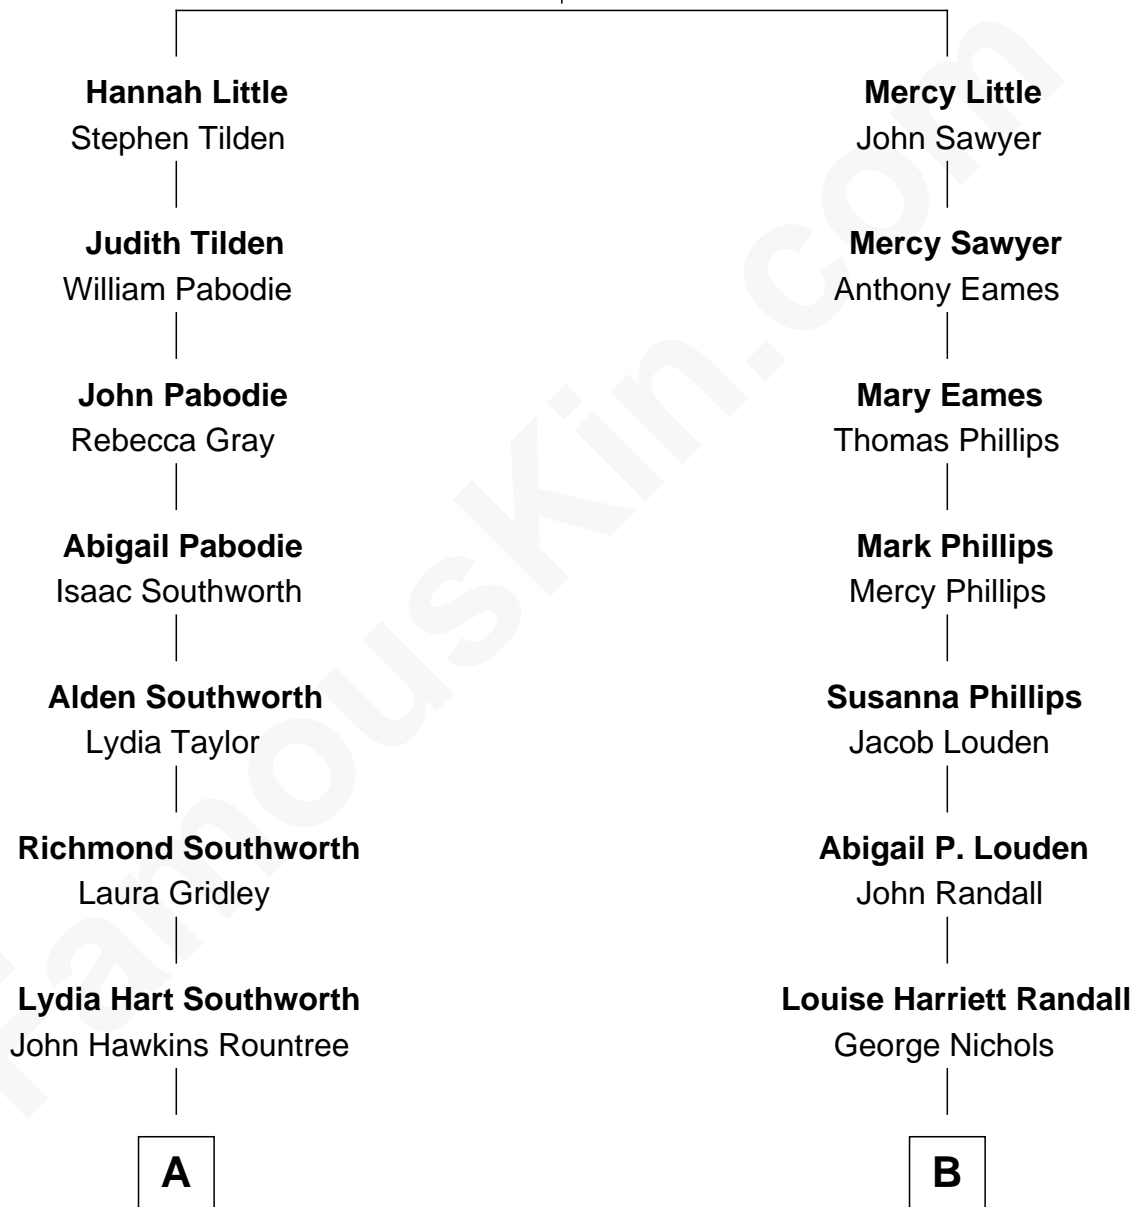 Hannah Little
Stephen Tilden
Judith Tilden
William Pabodie
John Pabodie
Rebecca Gray
Abigail Pabodie
Isaac Southworth
Alden Southworth
Lydia Taylor
Richmond Southworth
Laura Gridley
Lydia Hart Southworth
John Hawkins Rountree
A
Mercy Little
John Sawyer
Mercy Sawyer
Anthony Eames
Mary Eames
Thomas Phillips
Mark Phillips
Mercy Phillips
Susanna Phillips
Jacob Louden
Abigail P. Louden
John Randall
Louise Harriett Randall
George Nichols
B
FamousKin.com